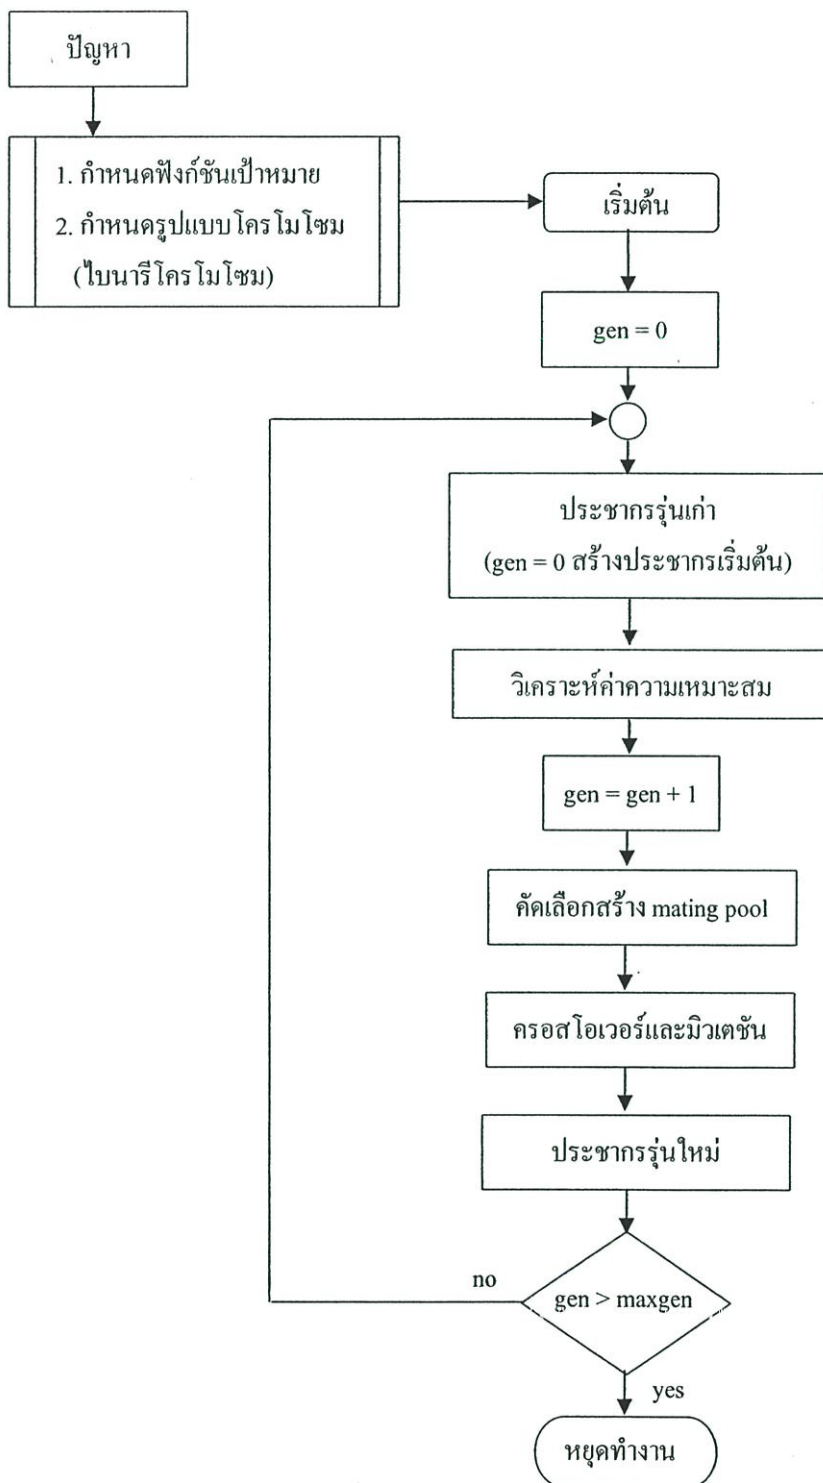 ปัญหา
1. กำหนดฟังก์ชันเป้าหมาย
2. กำหนดรูปแบบโครโมโซม
(ไบนารีโครโมโซม)
เริ่มต้น
gen = 0
ประชากรรุ่นเก่า
(gen = 0 สร้างประชากรเริ่มต้น)
วิเคราะห์ค่าความเหมาะสม
gen = gen + 1
คัดเลือกสร้าง mating pool
ครอสโอเวอร์และมิวเตชัน
ประชากรรุ่นใหม่
no
gen > maxgen
yes
หยุดทำงาน